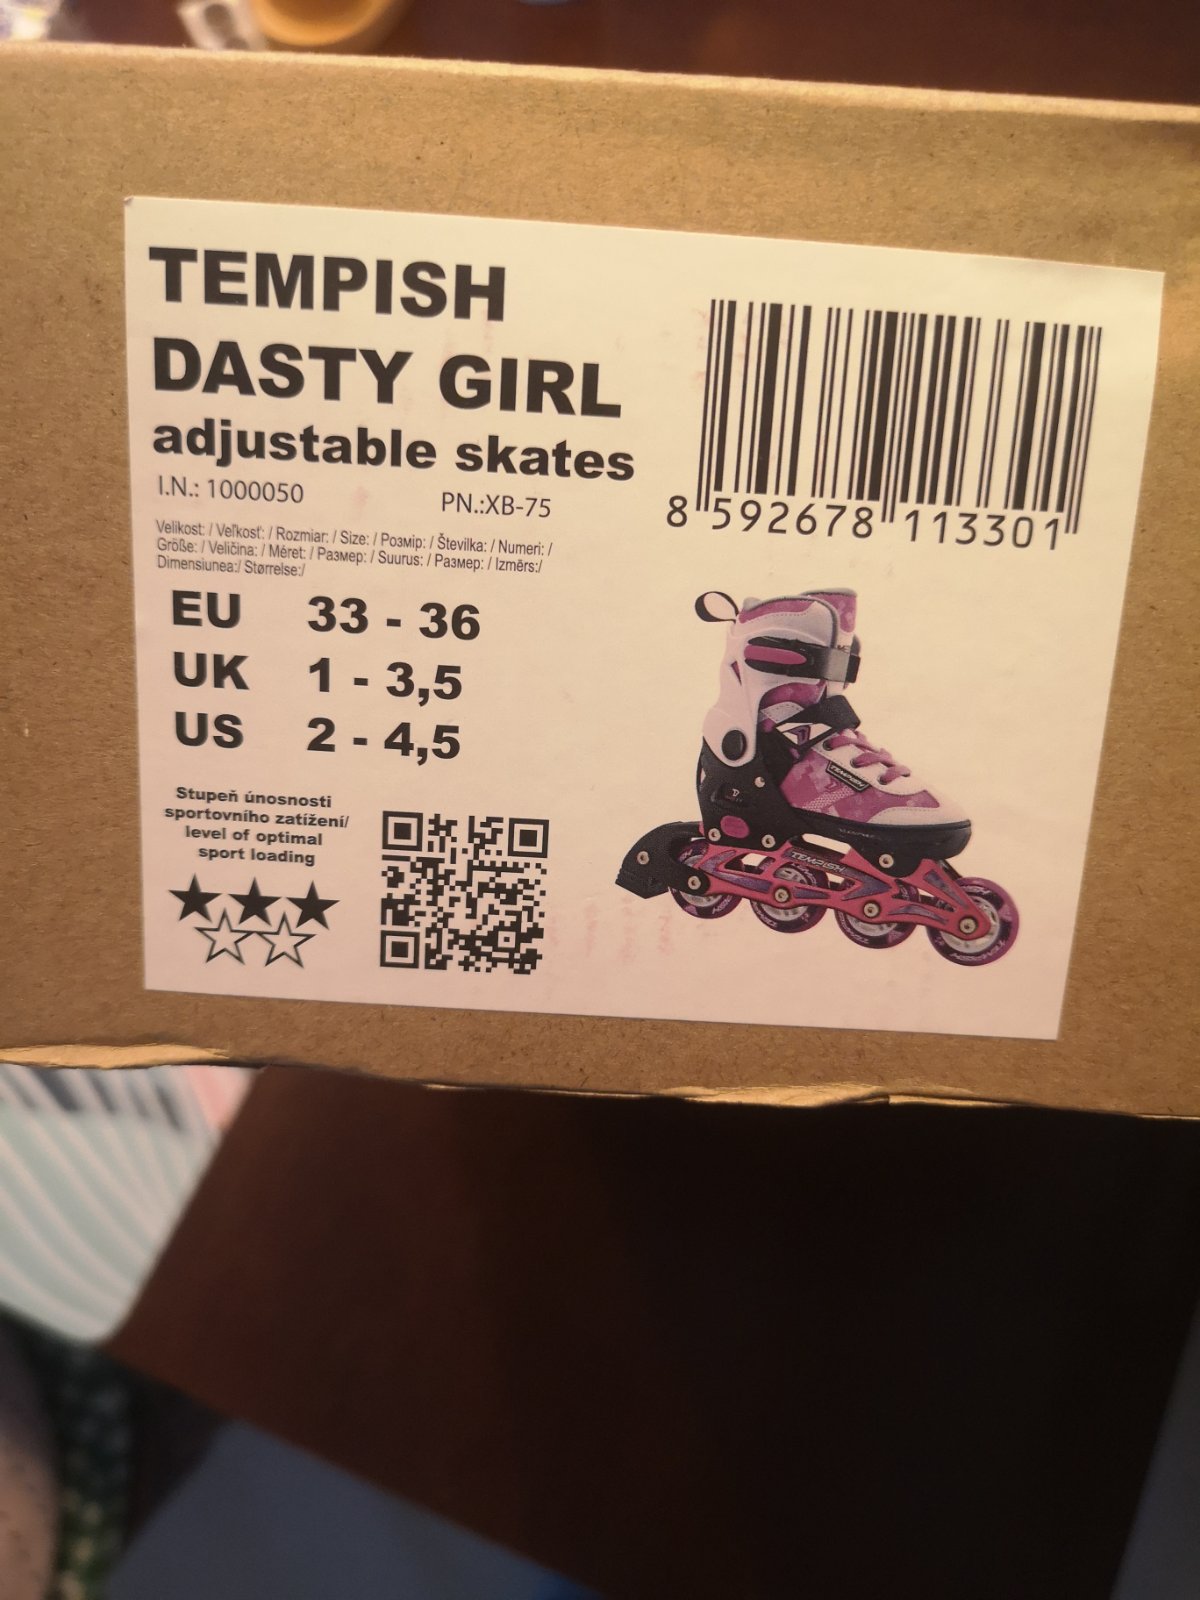 TEMPISH
DASTY GIRL
adjustable skates
I.N.: 1000050 PN.:XB-75
Velikost: / Veľkosť: / Rozmiar: / Size: / Розмір: / Številka: / Numeri: /
Größe: / Veličina: / Méret: / Размер: / Suurus: / Размер: / Izmērs:/
Dimensiunea:/ Størrelse:/
EU 33 - 36
UK 1 - 3,5
US 2 - 4,5
Stupeň únosnosti
sportovního zatížení/
level of optimal
sport loading
8 592678 113301
TEMPISH
TEMPISH